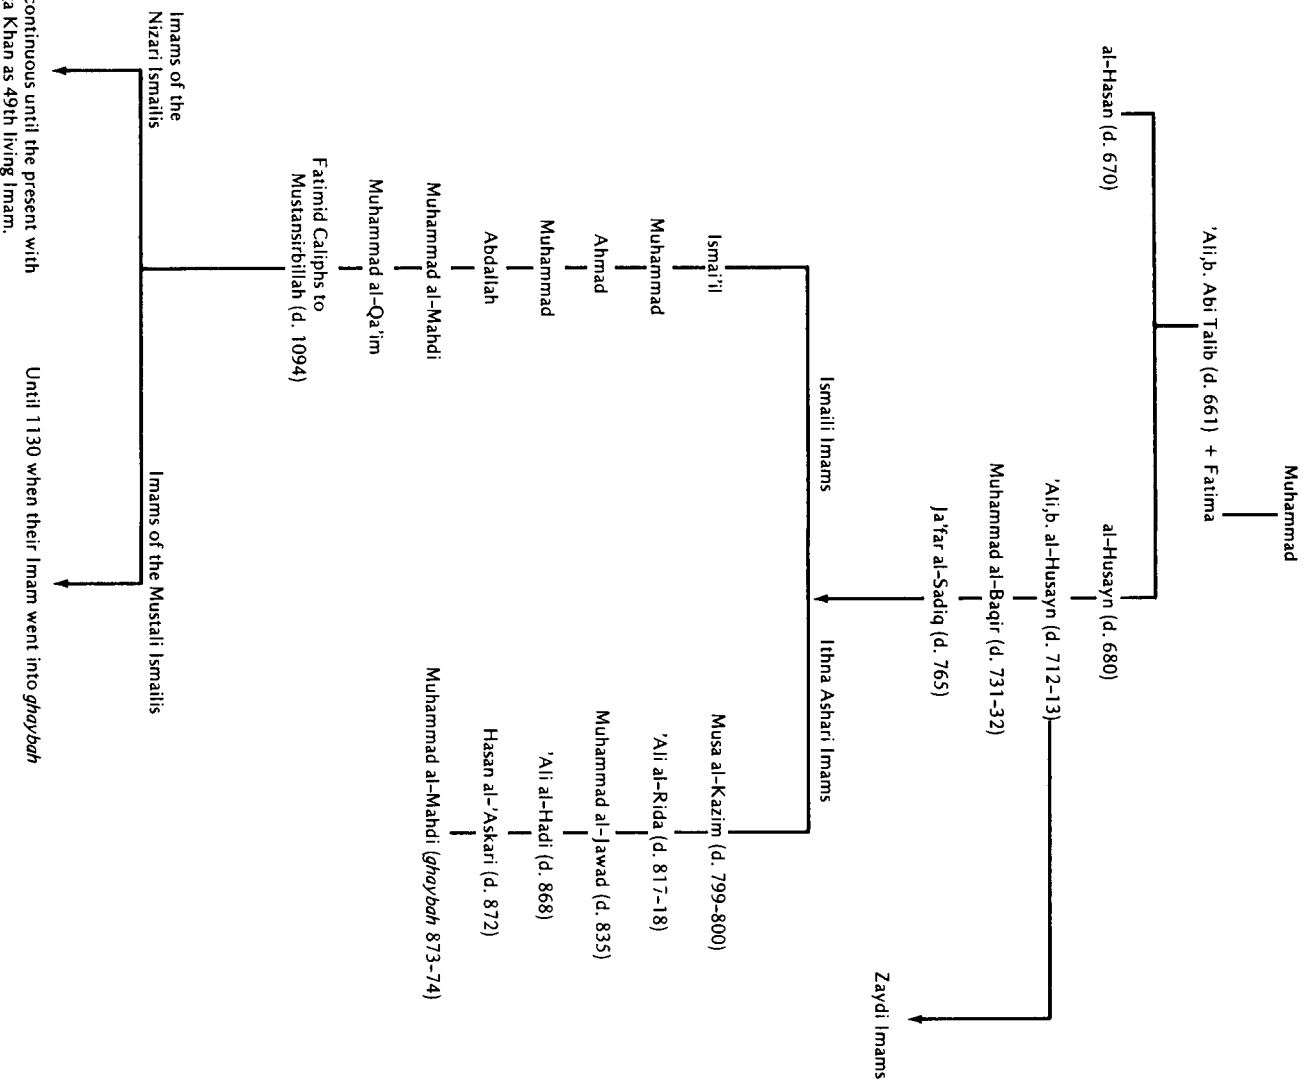 Muhammad
'Ali,b. Abi Talib (d. 661) + Fatima
al-Hasan (d. 670)
al-Husayn (d. 680)
'Ali,b. al-Husayn (d. 712-13)
Muhammad al-Baqir (d. 731-32)
Ja'far al-Sadiq (d. 765)
Zaydi Imams
Ismaili Imams
Ithna Ashari Imams
Ismai'il
Muhammad
Ahmad
Muhammad
Abdallah
Muhammad al-Mahdi
Muhammad al-Qa'im
Fatimid Caliphs to
Mustansirbillah (d. 1094)
Musa al-Kazim (d. 799-800)
'Ali al-Rida (d. 817-18)
Muhammad al-Jawad (d. 835)
'Ali al-Hadi (d. 868)
Hasan al-'Askari (d. 872)
Muhammad al-Mahdi (ghaybah 873-74)
Imams of the
Nizari Ismailis
Imams of the Mustali Ismailis
continuous until the present with
Khan as 49th living Imam.
Until 1130 when their Imam went into ghaybah